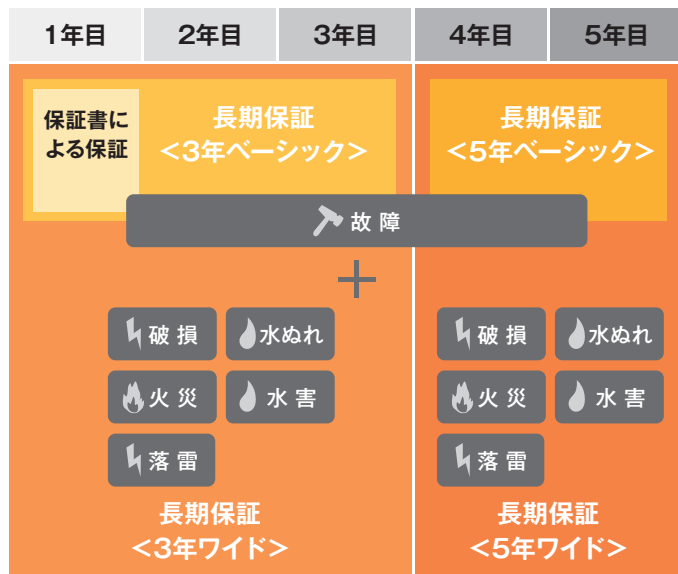 1年目
2年目
3年目
4年目
5年目
保証書に
よる保証
長期保証
<3年ベーシック>
長期保証
<5年ベーシック>
故障
+
破損
水ぬれ
火災
水害
落雷
破損
水ぬれ
火災
水害
落雷
長期保証
<3年ワイド>
長期保証
<5年ワイド>